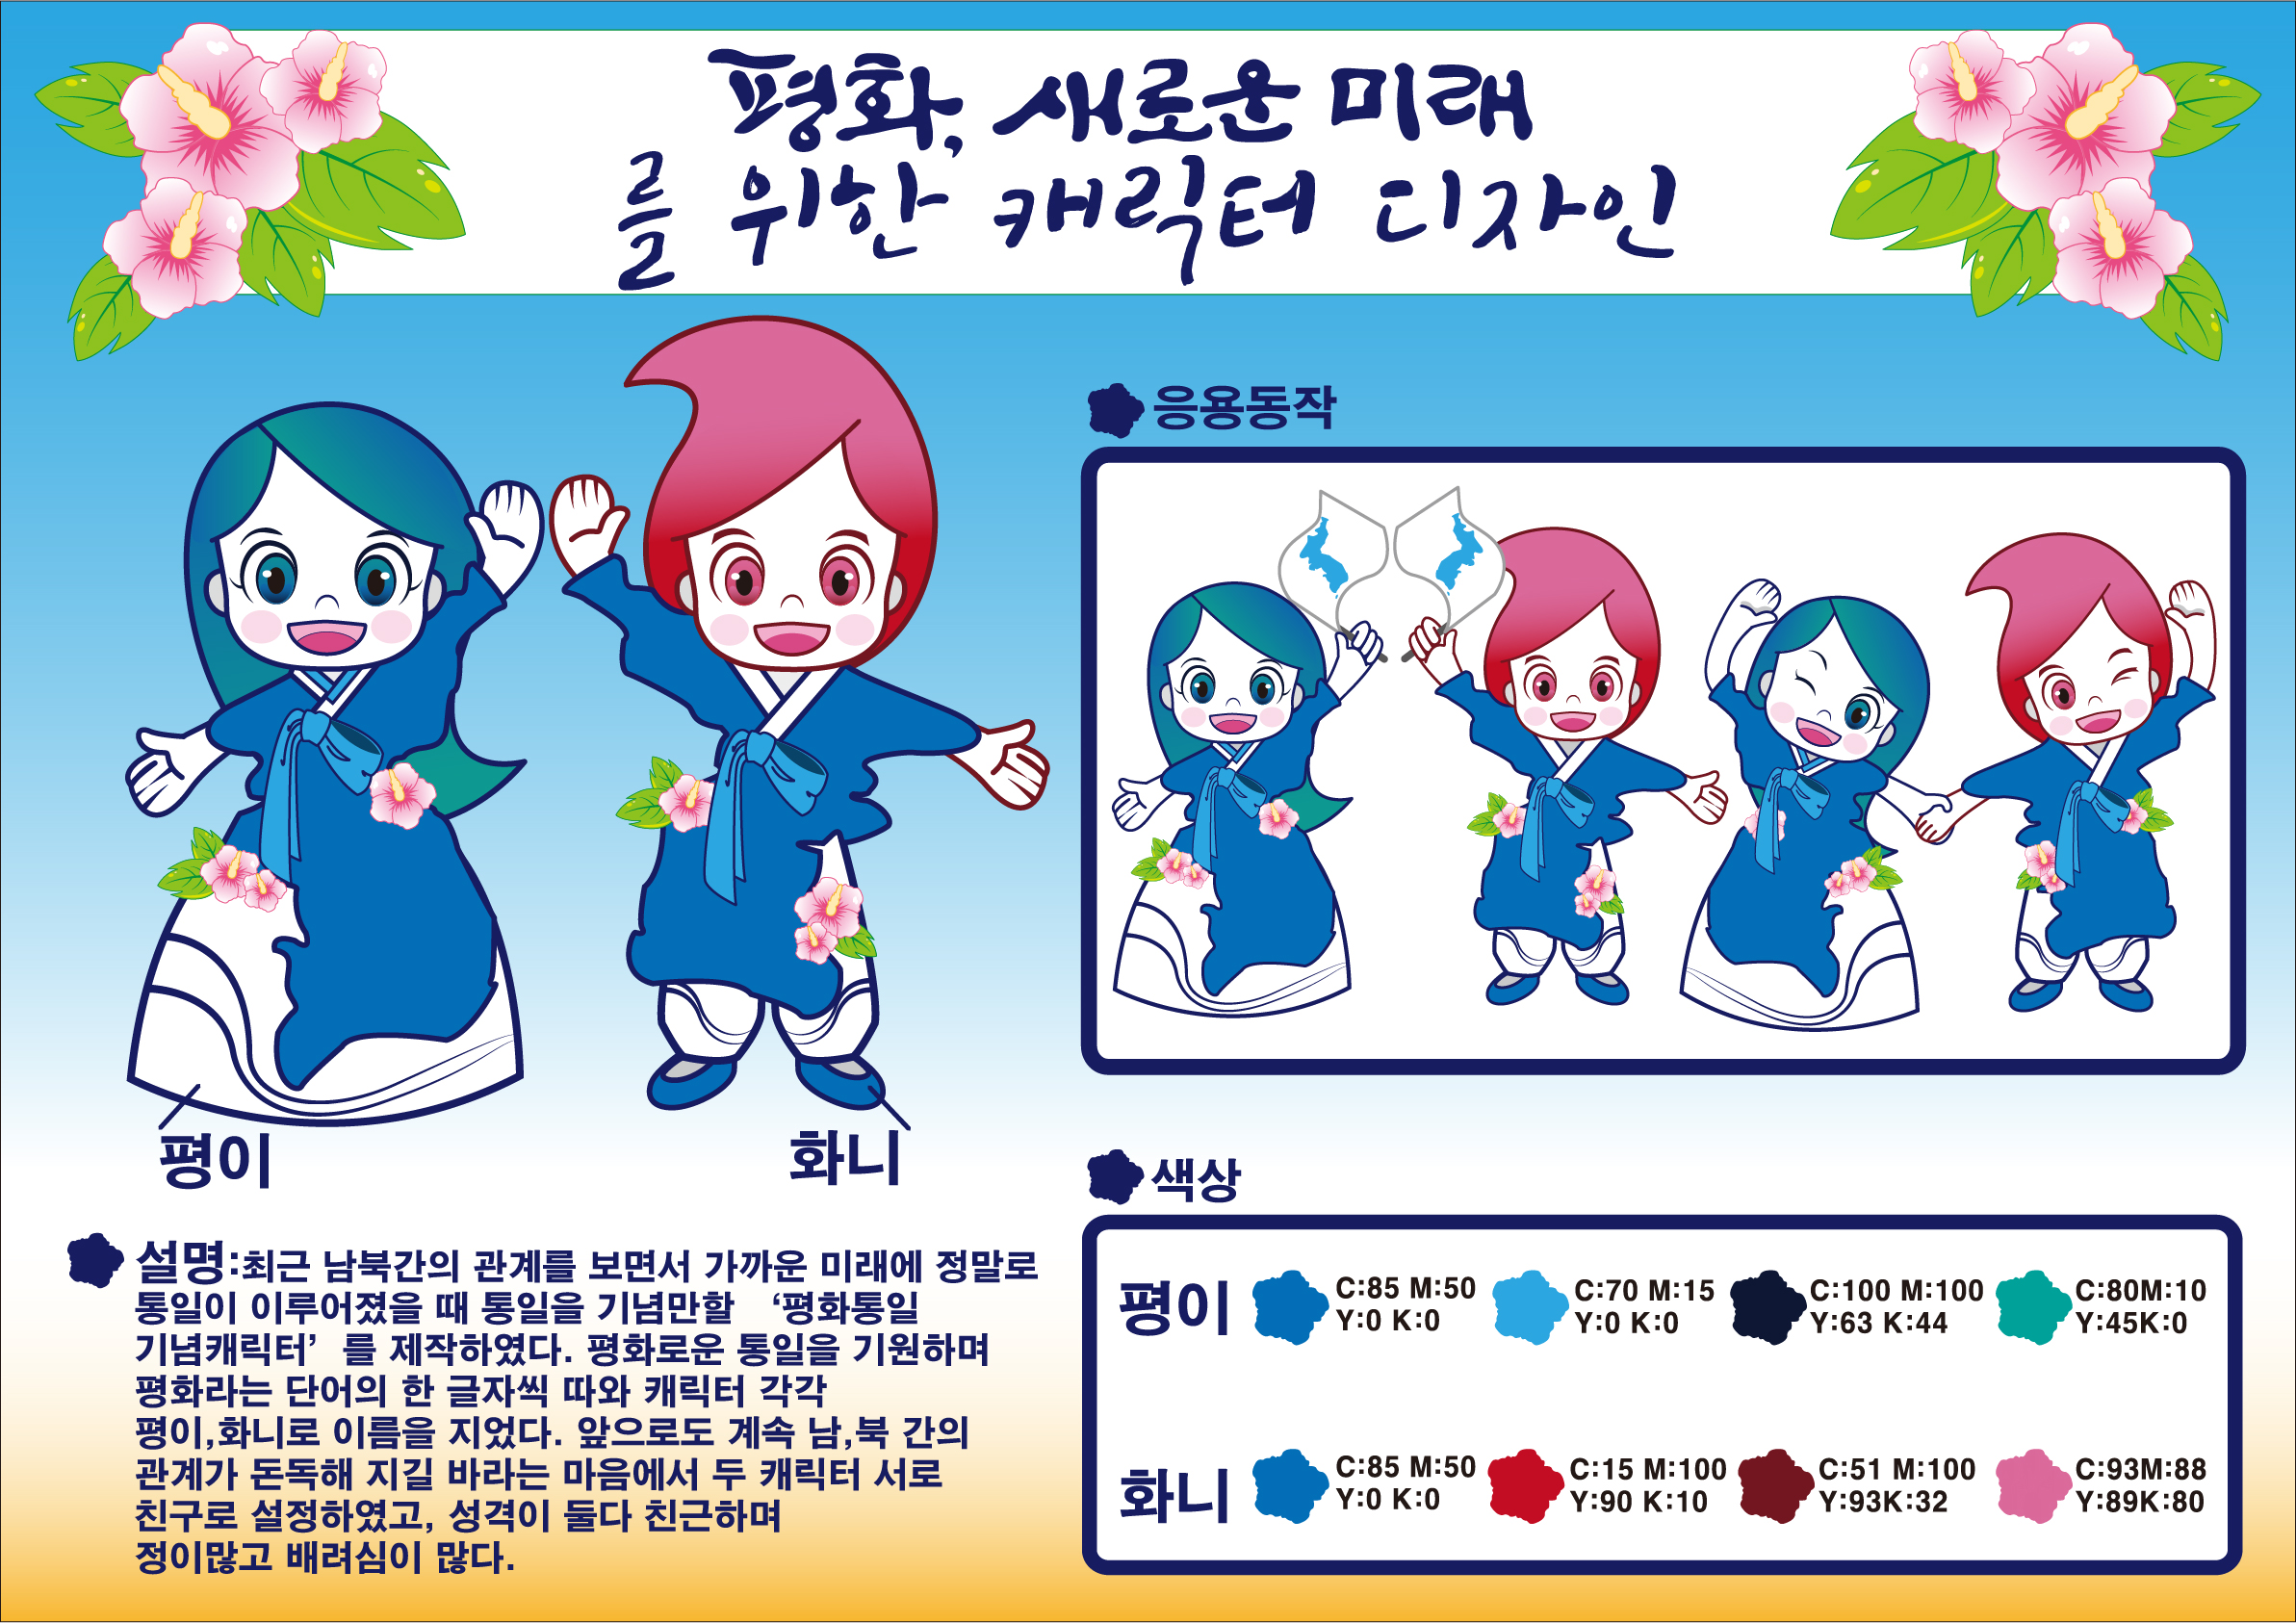 평화, 새로운 미래
를 위한 캐릭터 디자인
평이
화니
설명:최근 남북간의 관계를 보면서 가까운 미래에 정말로
통일이 이루어졌을 때 통일을 기념만할 ‘평화통일
기념캐릭터’ 를 제작하였다. 평화로운 통일을 기원하며
평화라는 단어의 한 글자씩 따와 캐릭터 각각
평이,화니로 이름을 지었다. 앞으로도 계속 남,북 간의
관계가 돈독해 지길 바라는 마음에서 두 캐릭터 서로
친구로 설정하였고, 성격이 둘다 친근하며
정이많고 배려심이 많다.
응용동작
색상
평이
C:85 M:50
Y:0 K:0
C:70 M:15
Y:0 K:0
C:100 M:100
Y:63 K:44
C:80M:10
Y:45K:0
화니
C:85 M:50
Y:0 K:0
C:15 M:100
Y:90 K:10
C:51 M:100
Y:93K:32
C:93M:88
Y:89K:80